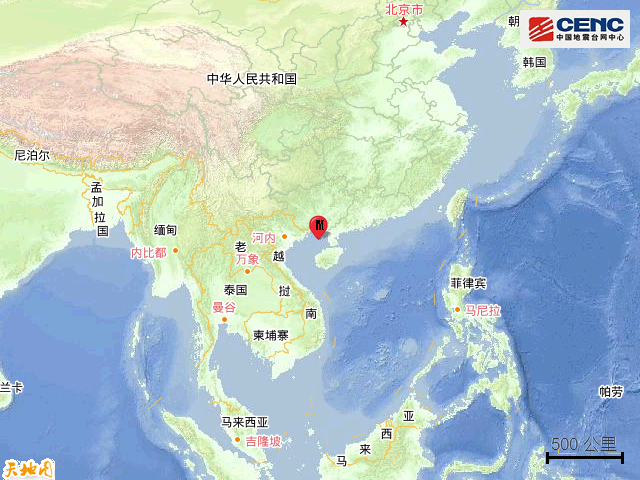 北京市
朝
CENC
中国地震台网中心
韩国
中华人民共和国
尼泊尔
孟
加
拉
国
缅甸
内比都
河内
老
万象
越
泰国
挝
曼谷
南
柬埔寨
菲律宾
马尼拉
兰卡
帕劳
马来西亚
吉隆坡
亚
西
来
马
500 公里
天地图